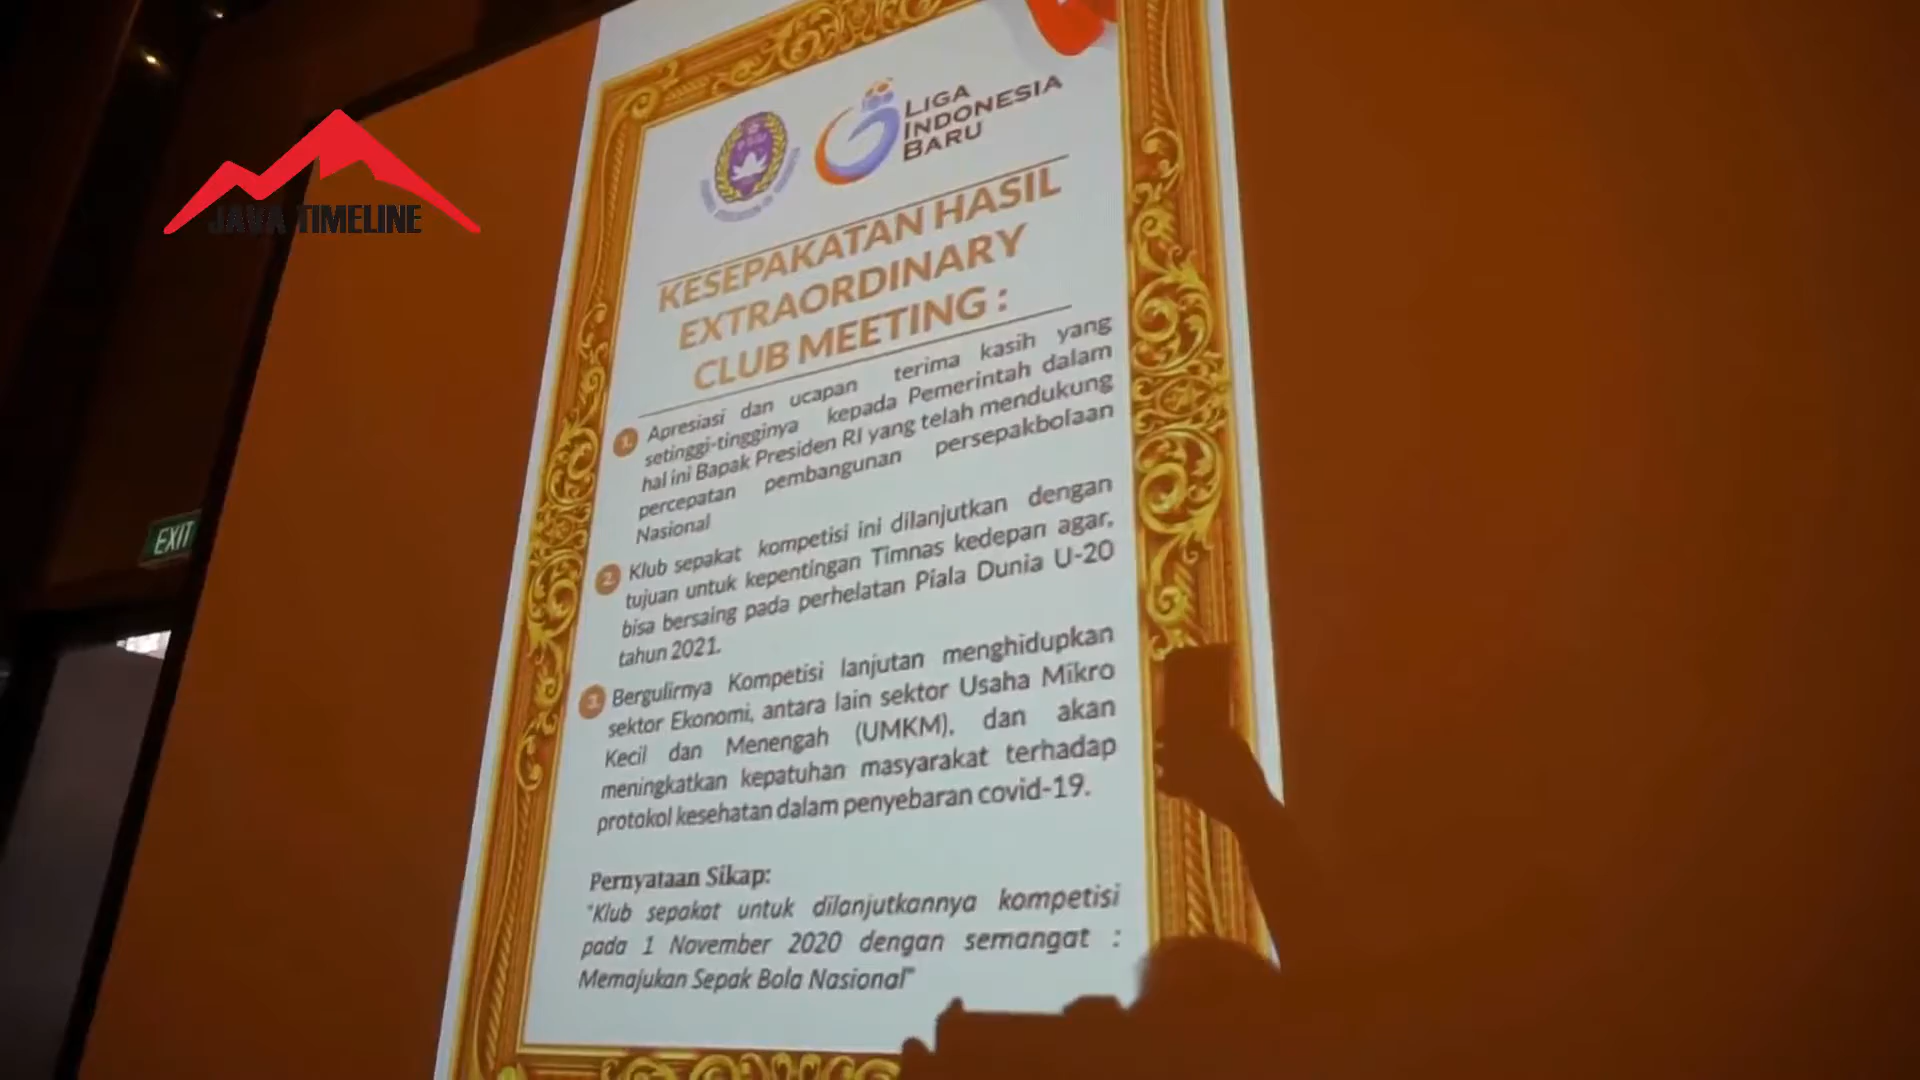 JAVA TIMELINE
EXIT
PSSI
LIGA
INDONESIA
BARU
KESEPAKATAN HASIL
EXTRAORDINARY
CLUB MEETING :
1. Apresiasi dan ucapan terima kasih yang
setinggi-tingginya kepada Pemerintah dalam
hal ini Bapak Presiden RI yang telah mendukung
percepatan pembangunan persepakbolaan
Nasional
2. Klub sepakat kompetisi ini dilanjutkan dengan
tujuan untuk kepentingan Timnas kedepan agar,
bisa bersaing pada perhelatan Piala Dunia U-20
tahun 2021.
3. Bergulirnya Kompetisi lanjutan menghidupkan
sektor Ekonomi, antara lain sektor Usaha Mikro
Kecil dan Menengah (UMKM), dan akan
meningkatkan kepatuhan masyarakat terhadap
protokol kesehatan dalam penyebaran covid-19.
Pernyataan Sikap:
"Klub sepakat untuk dilanjutkannya kompetisi
pada 1 November 2020 dengan semangat :
Memajukan Sepak Bola Nasional"